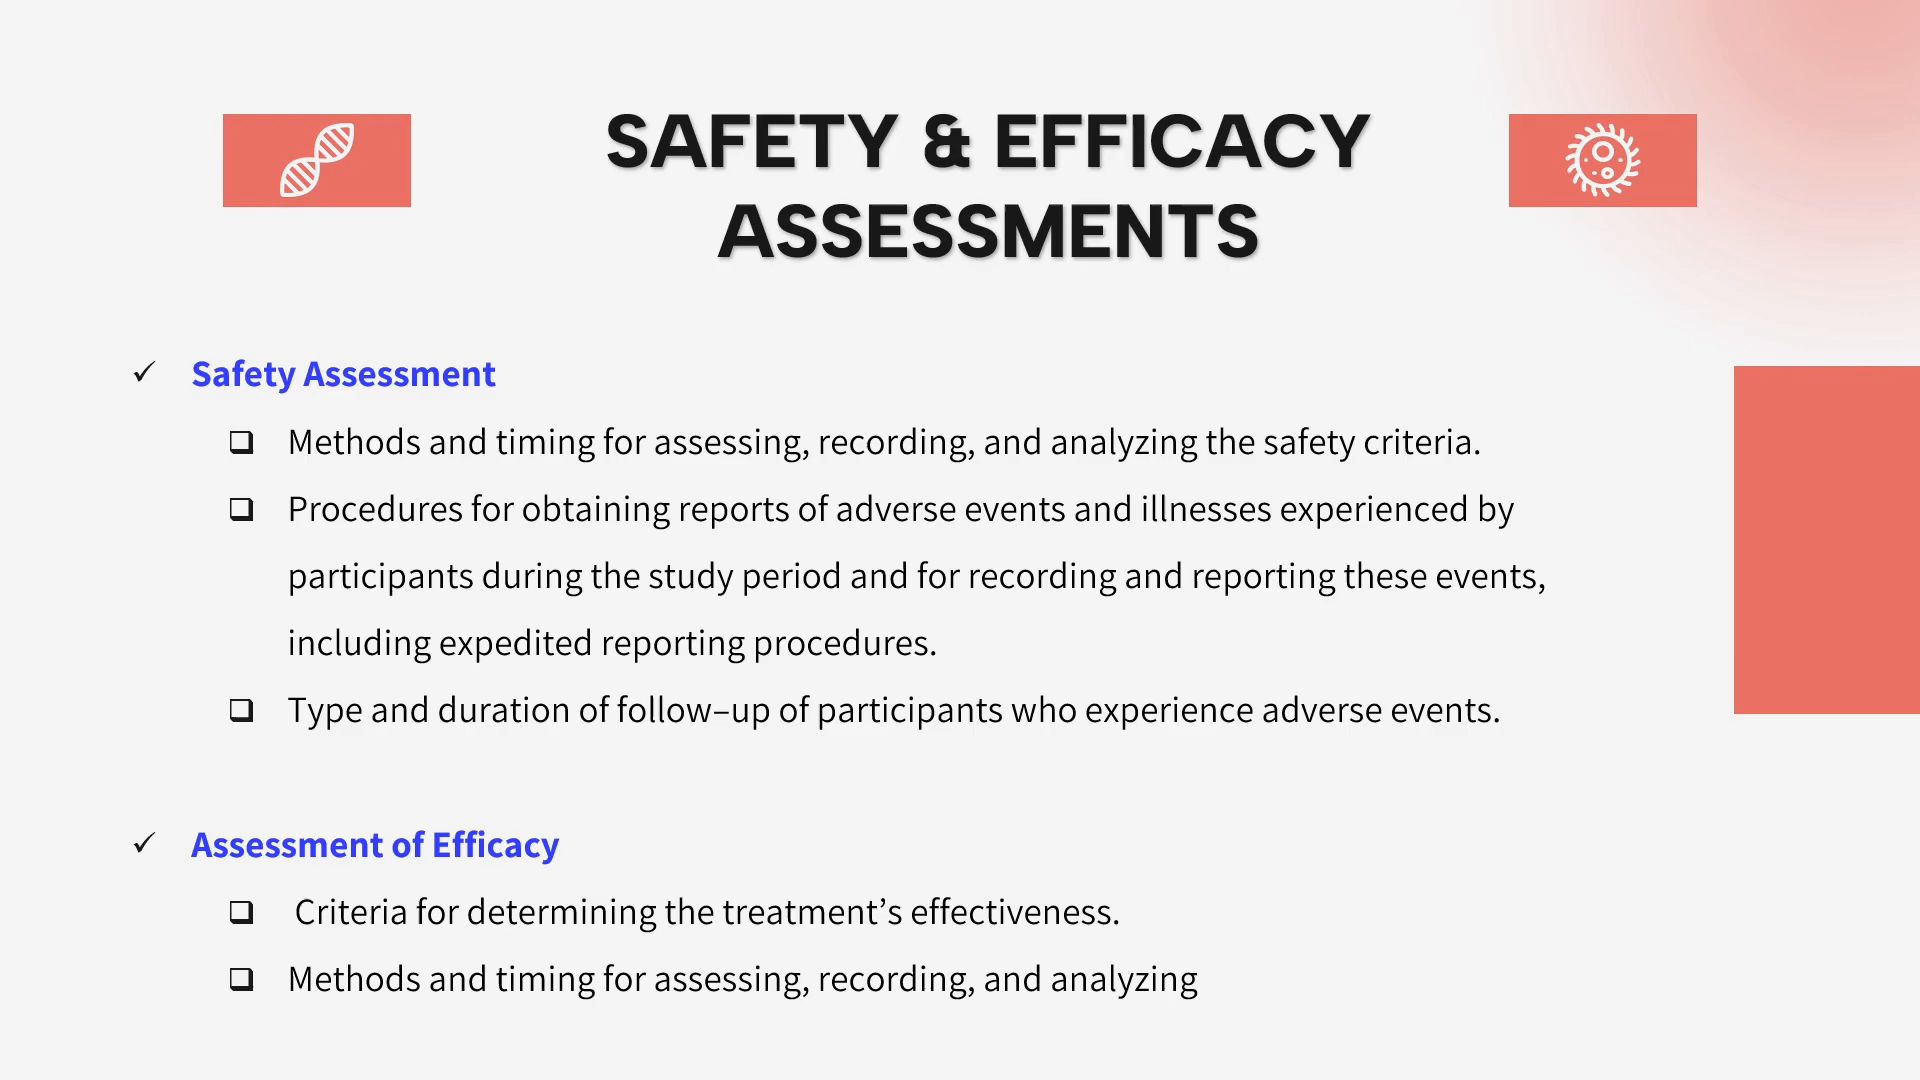 SAFETY & EFFICACY
ASSESSMENTS
✓ Safety Assessment
❑ Methods and timing for assessing, recording, and analyzing the safety criteria.
❑ Procedures for obtaining reports of adverse events and illnesses experienced by
participants during the study period and for recording and reporting these events,
including expedited reporting procedures.
❑ Type and duration of follow–up of participants who experience adverse events.
✓ Assessment of Efficacy
❑ Criteria for determining the treatment’s effectiveness.
❑ Methods and timing for assessing, recording, and analyzing